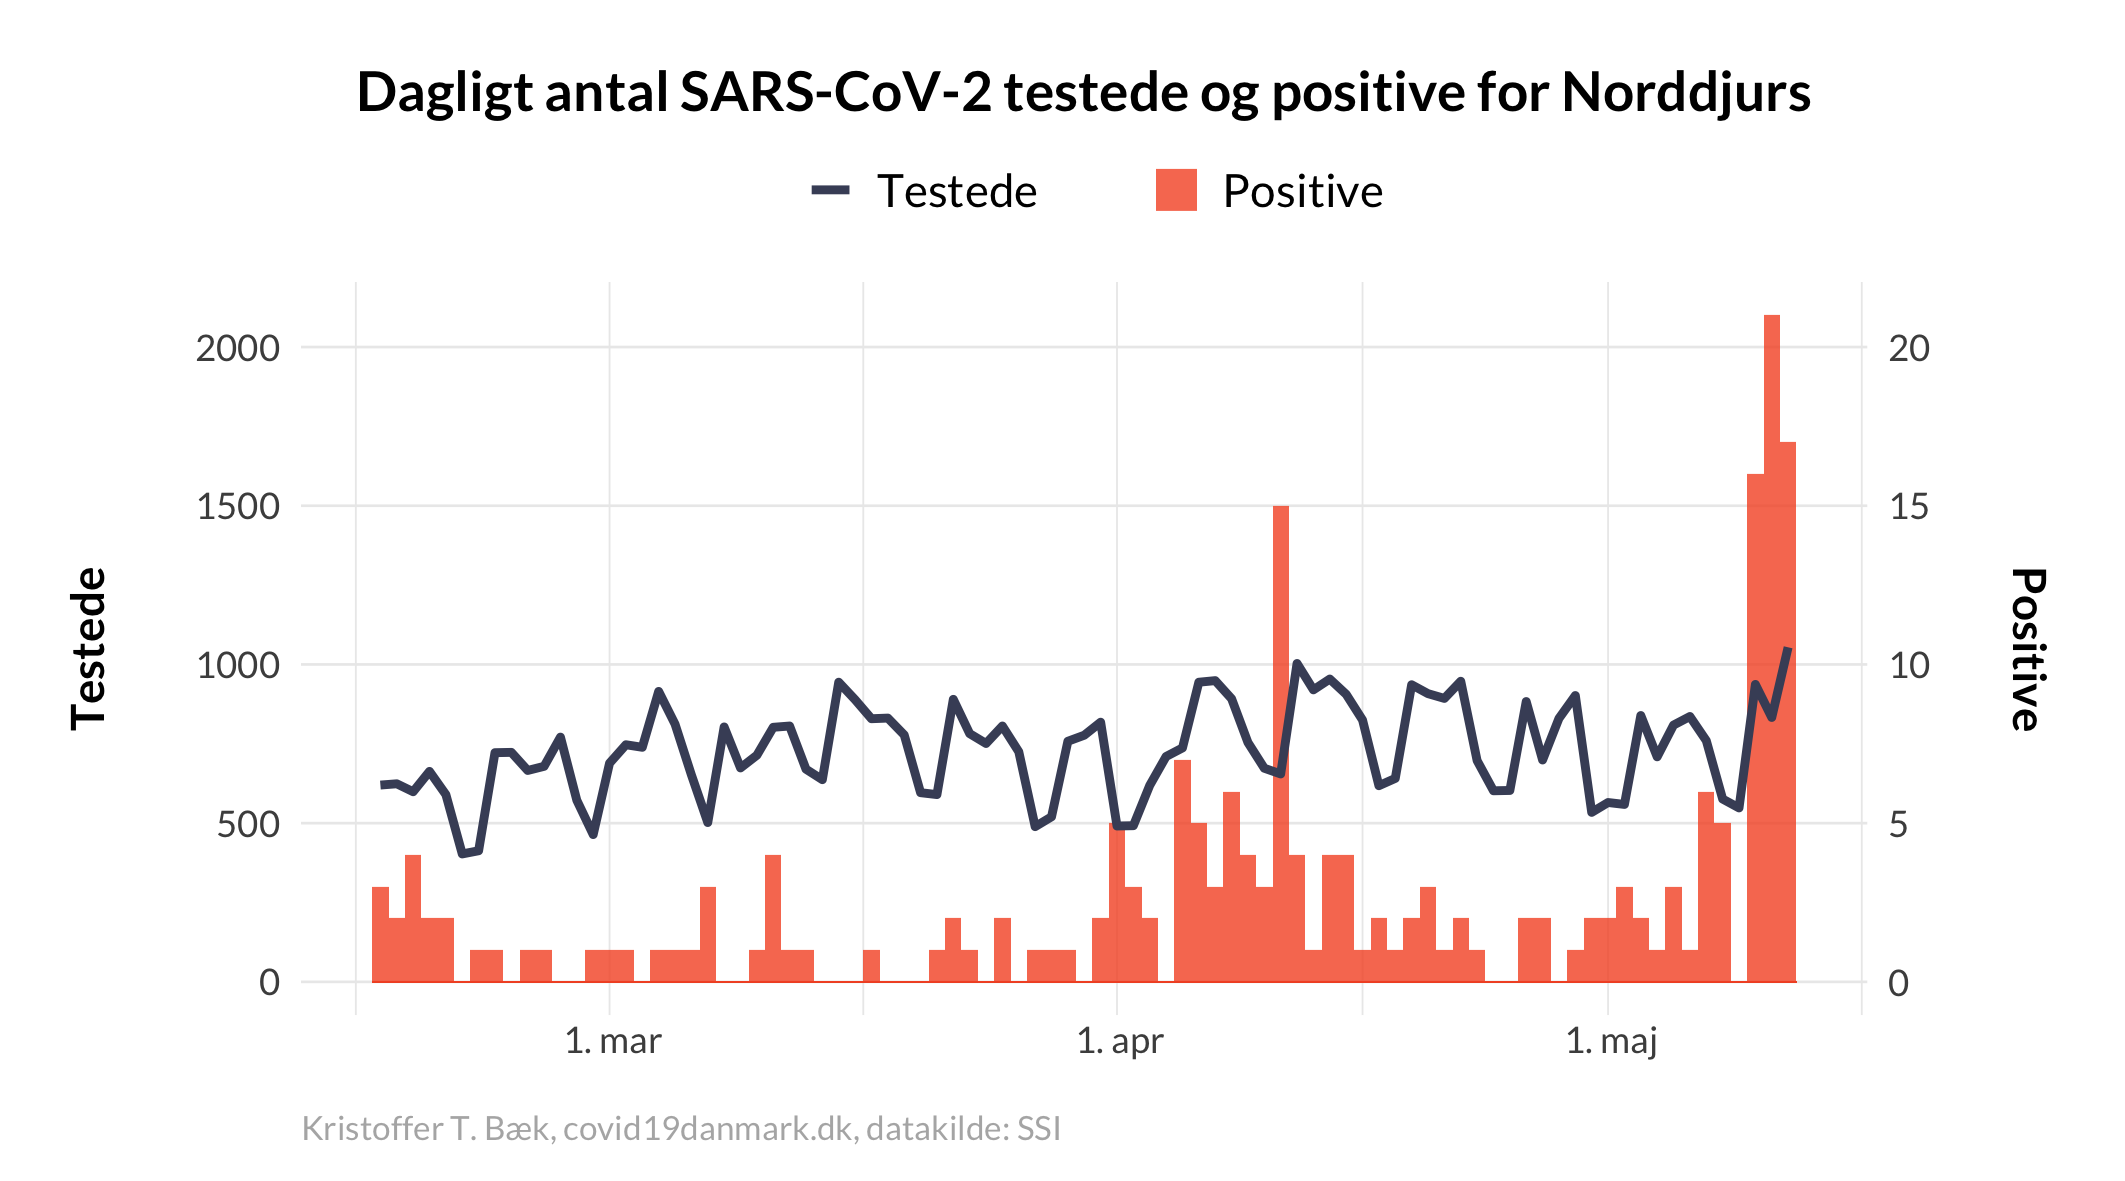 Dagligt antal SARS-CoV-2 testede og positive for Norddjurs
Testede
Positive
2000
1500
1000
500
0
Testede
20
15
10
5
0
Positive
1. mar
1. apr
1. maj
Kristoffer T. Bæk, covid19danmark.dk, datakilde: SSI